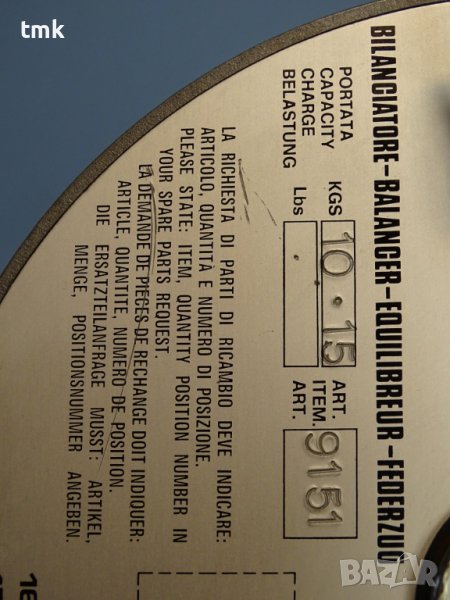 tmk
BILANCIATORE-BALANCER-EQUILIBREUR-FEDERZUG
PORTATA
CAPACITY
CHARGE
BELASTUNG
KGS 10·15
Lbs
ART.
ITEM.
ART.
9151
LA RICHIESTA DI PARTI DI RICAMBIO DEVE INDICARE:
ARTICOLO, QUANTITÀ E NUMERO DI POSIZIONE.
PLEASE STATE: ITEM, QUANTITY POSITION NUMBER IN
YOUR SPARE PARTS REQUEST.
LA DEMANDE DE PIECES DE RECHANGE DOIT INDIQUER:
ARTICLE, QUANTITE, NUMERO DE POSITION.
DIE ERSATZTEILANFRAGE MUSST: ARTIKEL,
MENGE, POSITIONSNUMMER ANGEBEN.
bazar